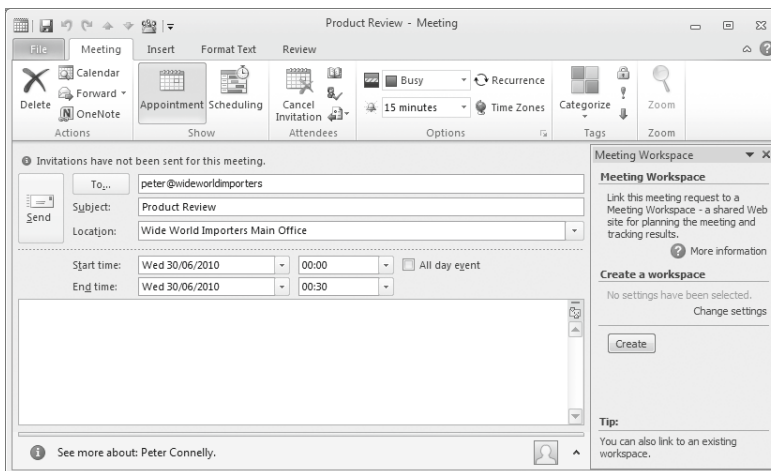 Product Review - Meeting
File Meeting Insert Format Text Review
Delete
Calendar
Forward
OneNote
Actions
Appointment Scheduling
Show
Cancel Invitation
Attendees
Busy
15 minutes
Recurrence
Time Zones
Options
Categorize
Tags
Zoom
Zoom
Invitations have not been sent for this meeting.
Send
To... peter@wideworldimporters
Subject: Product Review
Location: Wide World Importers Main Office
Start time: Wed 30/06/2010 00:00 All day event
End time: Wed 30/06/2010 00:30
See more about: Peter Connelly.
Meeting Workspace
Meeting Workspace
Link this meeting request to a
Meeting Workspace - a shared Web
site for planning the meeting and
tracking results.
More information
Create a workspace
No settings have been selected.
Change settings
Create
Tip:
You can also link to an existing
workspace.